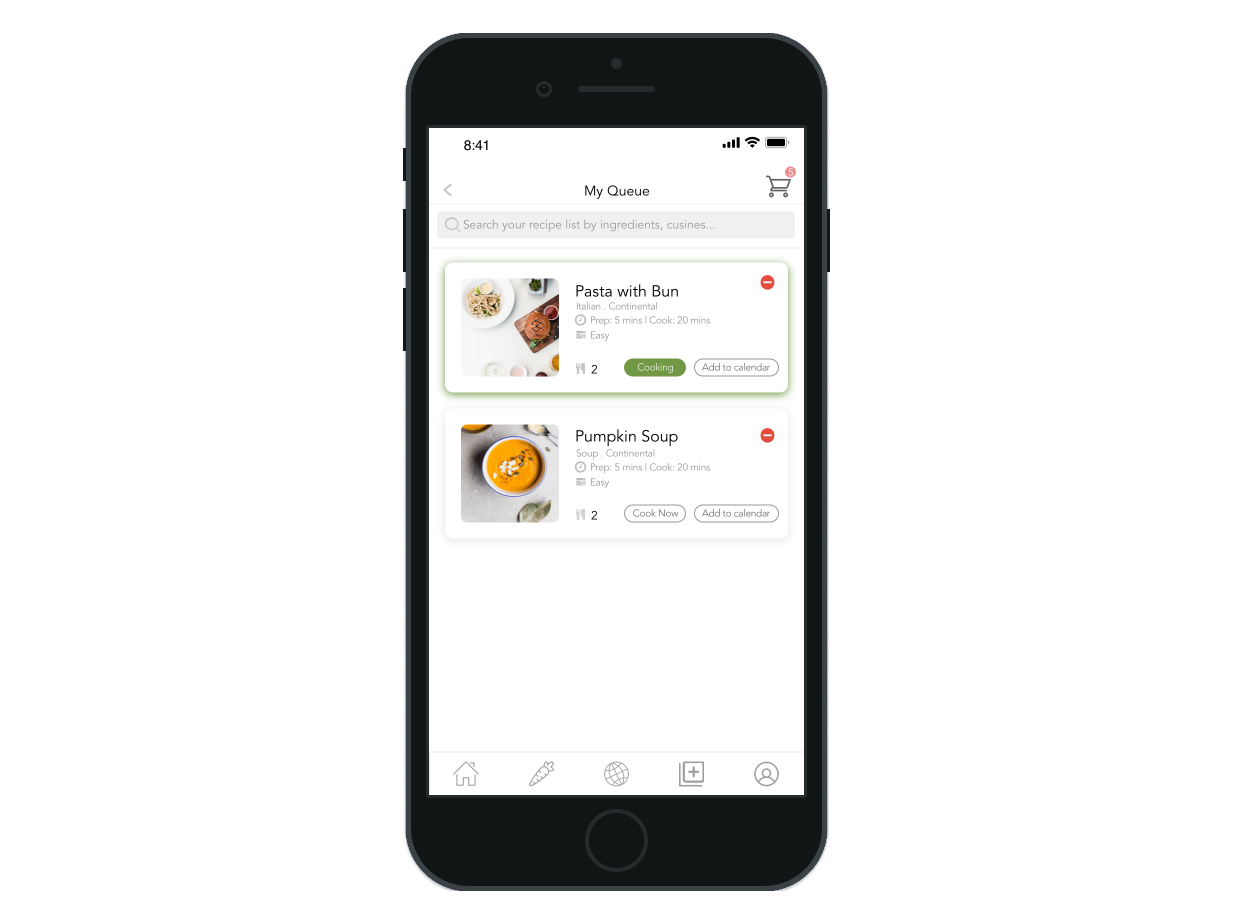 8:41
5
My Queue
Search your recipe list by ingredients, cusines...
Pasta with Bun
Italian . Continental
Prep: 5 mins | Cook: 20 mins
Easy
2 Cooking Add to calendar
Pumpkin Soup
Soup . Continental
Prep: 5 mins | Cook: 20 mins
Easy
2 Cook Now Add to calendar